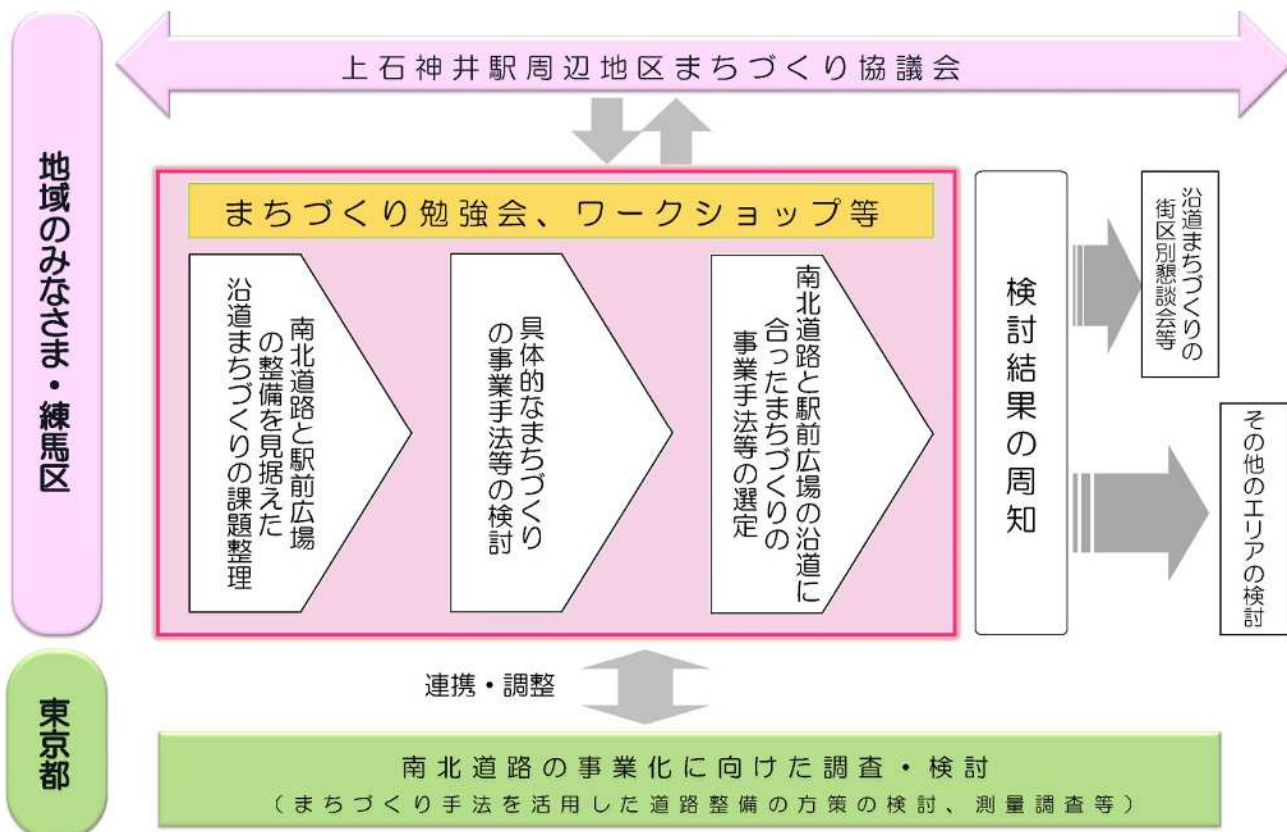 上石神井駅周辺地区まちづくり協議会
地域のみなさま・練馬区
まちづくり勉強会、ワークショップ等
南北道路と駅前広場
の整備を見据えた
沿道まちづくりの課題整理
具体的なまちづくり
の事業手法等の検討
南北道路と駅前広場の沿道に
合ったまちづくりの
事業手法等の選定
検討結果の周知
沿道まちづくりの
街区別懇談会等
その他のエリアの検討
連携・調整
東京都
南北道路の事業化に向けた調査・検討
（まちづくり手法を活用した道路整備の方策の検討、測量調査等）